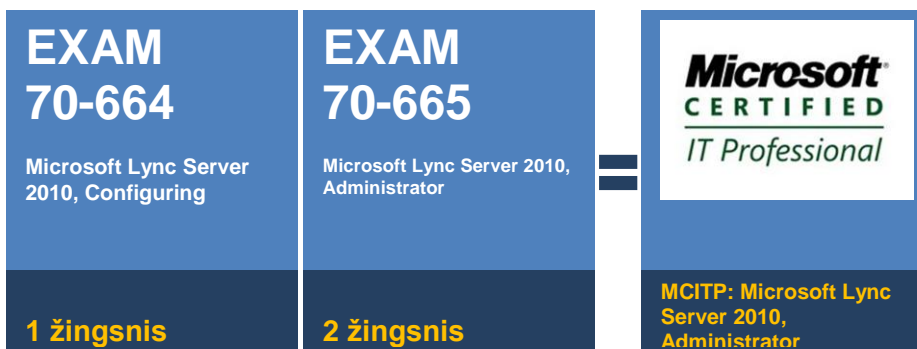 EXAM
70-664
Microsoft Lync Server
2010, Configuring
1 žingsnis
EXAM
70-665
Microsoft Lync Server 2010,
Administrator
2 žingsnis
=
Microsoft
CERTIFIED
IT Professional
MCITP: Microsoft Lync
Server 2010,
Administrator